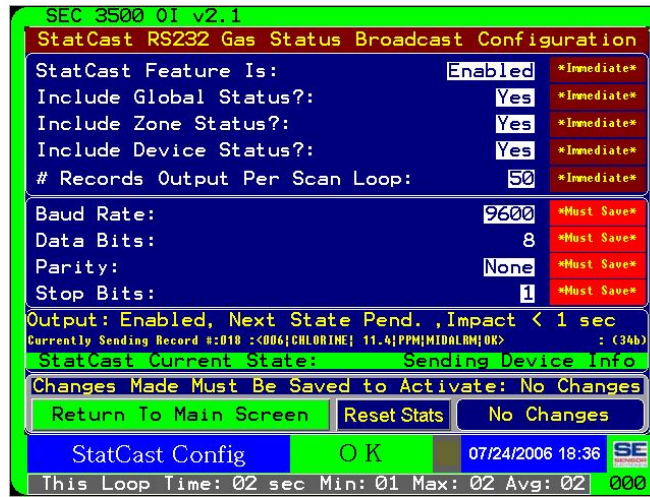 SEC 3500 OI v2.1
StatCast RS232 Gas Status Broadcast Configuration
StatCast Feature Is: Enabled *Immediate*
Include Global Status?: Yes *Immediate*
Include Zone Status?: Yes *Immediate*
Include Device Status?: Yes *Immediate*
# Records Output Per Scan Loop: 50 *Immediate*
Baud Rate: 9600 *Must Save*
Data Bits: 8 *Must Save*
Parity: None *Must Save*
Stop Bits: 1 *Must Save*
Output: Enabled, Next State Pend. ,Impact < 1 sec
Currently Sending Record #:018 :<006¦CHLORINE¦ 11.4¦PPM¦MIDALRM¦OK> : (34b)
StatCast Current State: Sending Device Info
Changes Made Must Be Saved to Activate: No Changes
Return To Main Screen Reset Stats No Changes
StatCast Config OK 07/24/2006 18:36 SE
SENSOR
This Loop Time: 02 sec Min: 01 Max: 02 Avg: 02 000